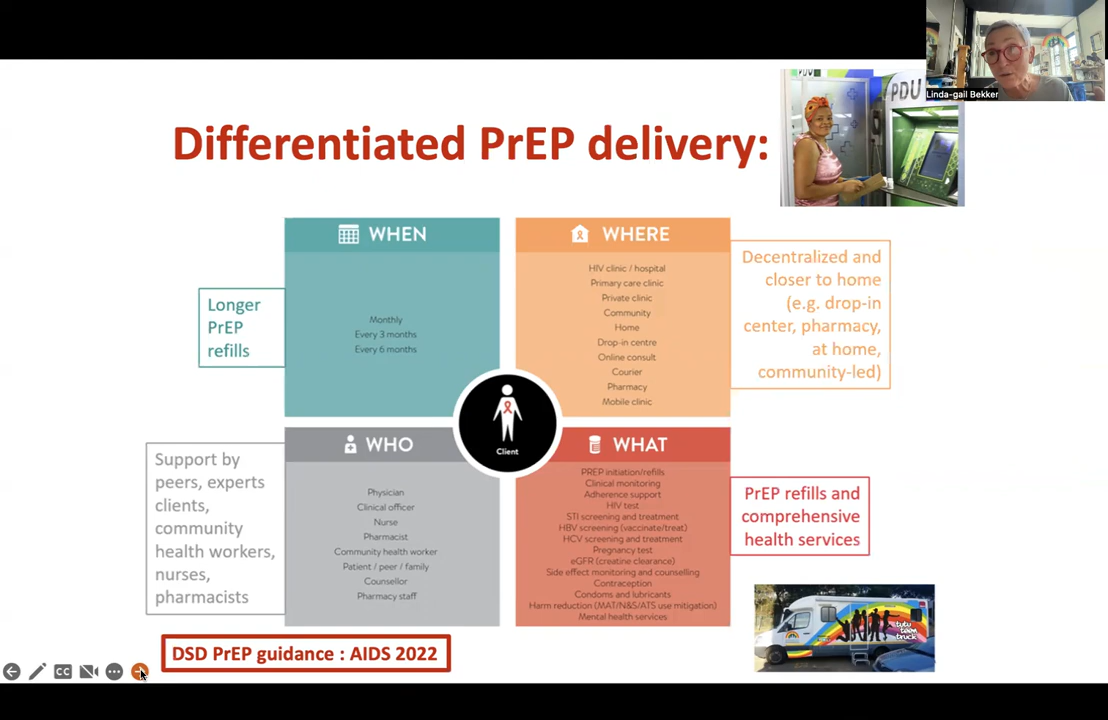 Linda-gail Bekker
PDU
Differentiated PrEP delivery:
WHEN
Monthly
Every 3 months
Every 6 months
Longer
PrEP
refills
WHERE
HIV clinic / hospital
Primary care clinic
Private clinic
Community
Home
Drop-in centre
Online consult
Courier
Pharmacy
Mobile clinic
Decentralized and
closer to home
(e.g. drop-in
center, pharmacy,
at home,
community-led)
Client
WHO
Physician
Clinical officer
Nurse
Pharmacist
Community health worker
Patient / peer / family
Counsellor
Pharmacy staff
Support by
peers, experts
clients,
community
health workers,
nurses,
pharmacists
WHAT
PREP initiation/refills
Clinical monitoring
Adherence support
HIV test
STI screening and treatment
HBV screening (vaccinate/treat)
HCV screening and treatment
Pregnancy test
eGFR (creatine clearance)
Side effect monitoring and counselling
Contraception
Condoms and lubricants
Harm reduction (MAT/N&S/ATS use mitigation)
Mental health services
PrEP refills and
comprehensive
health services
tutu
teen
truck
DSD PrEP guidance : AIDS 2022
CC